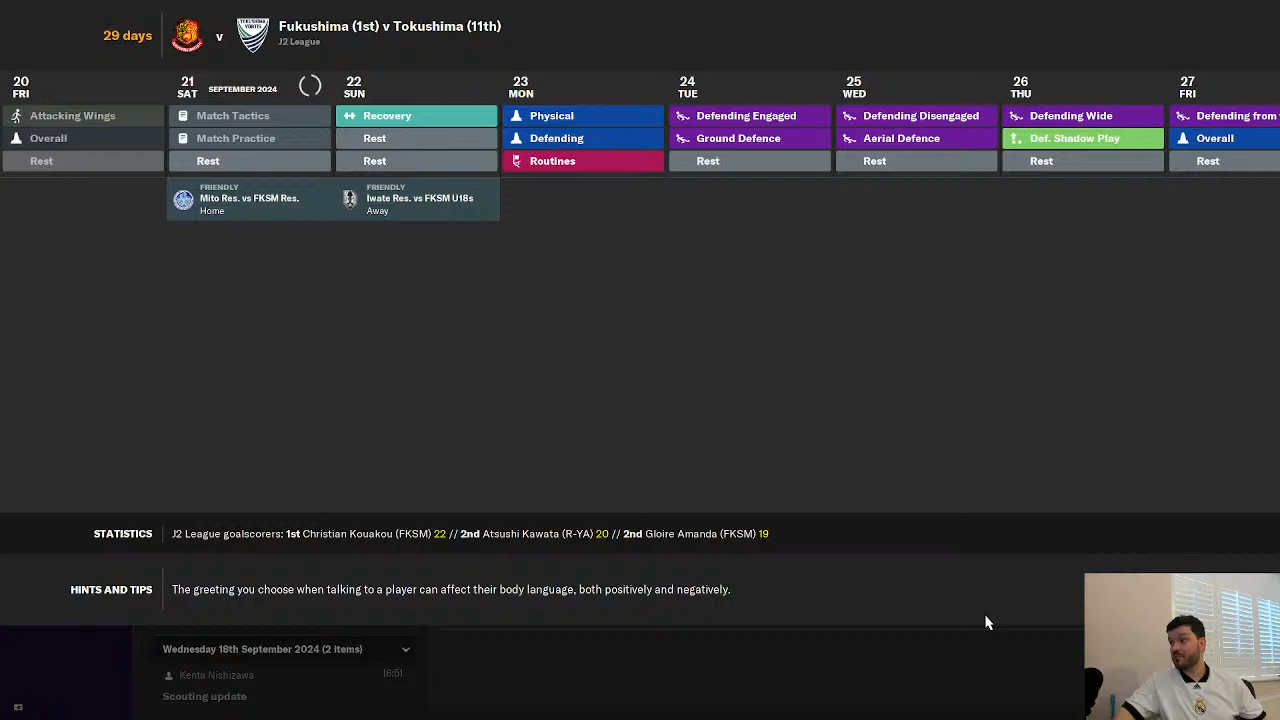 29 days
v
TOKUSHIMA
VORTIS
Fukushima (1st) v Tokushima (11th)
J2 League
20
FRI
21
SAT
SEPTEMBER 2024
22
SUN
23
MON
24
TUE
25
WED
26
THU
27
FRI
Attacking Wings
Match Tactics
Recovery
Physical
Defending Engaged
Defending Disengaged
Defending Wide
Defending from
Overall
Match Practice
Rest
Defending
Ground Defence
Aerial Defence
Def. Shadow Play
Overall
Rest
Rest
Rest
Routines
Rest
Rest
Rest
Rest
FRIENDLY
Mito Res. vs FKSM Res.
Home
FRIENDLY
Iwate Res. vs FKSM U18s
Away
STATISTICS
J2 League goalscorers: 1st Christian Kouakou (FKSM) 22 // 2nd Atsushi Kawata (R-YA) 20 // 2nd Gloire Amanda (FKSM) 19
HINTS AND TIPS
The greeting you choose when talking to a player can affect their body language, both positively and negatively.
Wednesday 18th September 2024 (2 Items)
Kenta Nishizawa
16:51
Scouting update